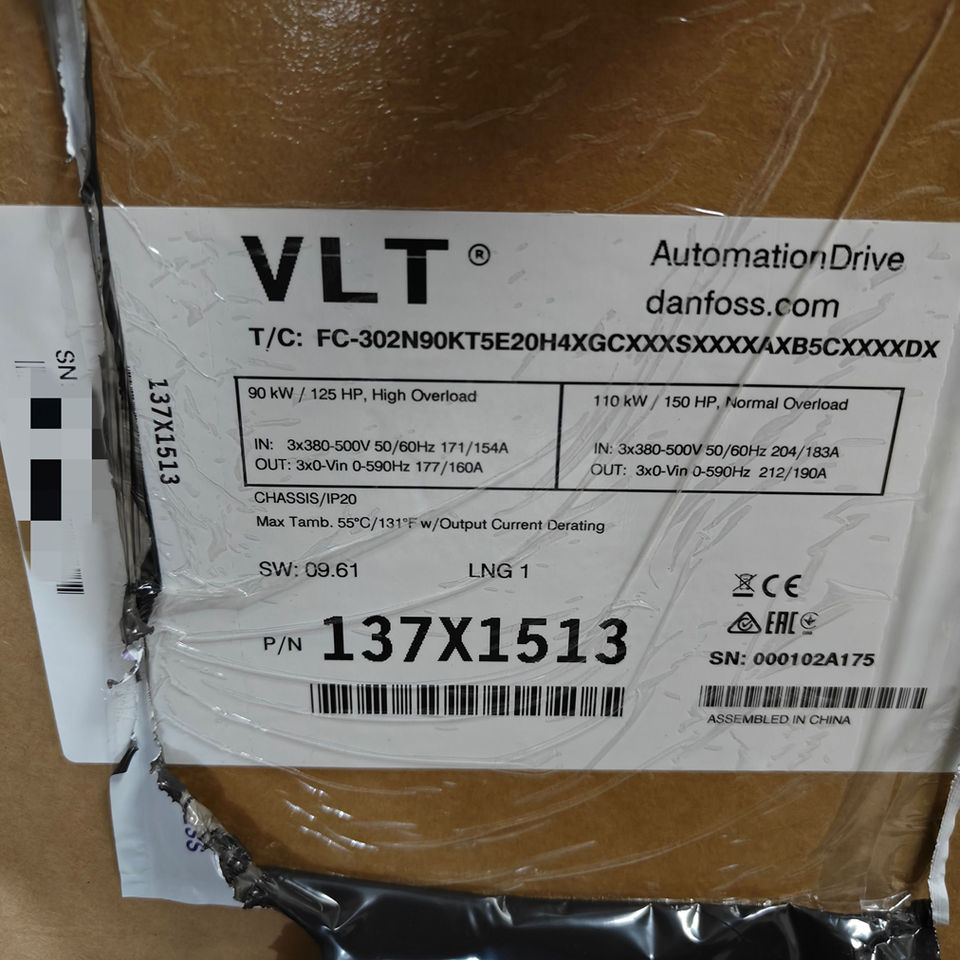 VLT®
AutomationDrive
danfoss.com
T/C: FC-302N90KT5E20H4XGCXXXSXXXXAXB5CXXXXDX
90 kW / 125 HP, High Overload
IN: 3x380-500V 50/60Hz 171/154A
OUT: 3x0-Vin 0-590Hz 177/160A
110 kW / 150 HP, Normal Overload
IN: 3x380-500V 50/60Hz 204/183A
OUT: 3x0-Vin 0-590Hz 212/190A
CHASSIS/IP20
Max Tamb. 55°C/131°F w/Output Current Derating
SW: 09.61 LNG 1
P/N 137X1513
CE
EAC
SN: 000102A175
ASSEMBLED IN CHINA
SN
137X1513